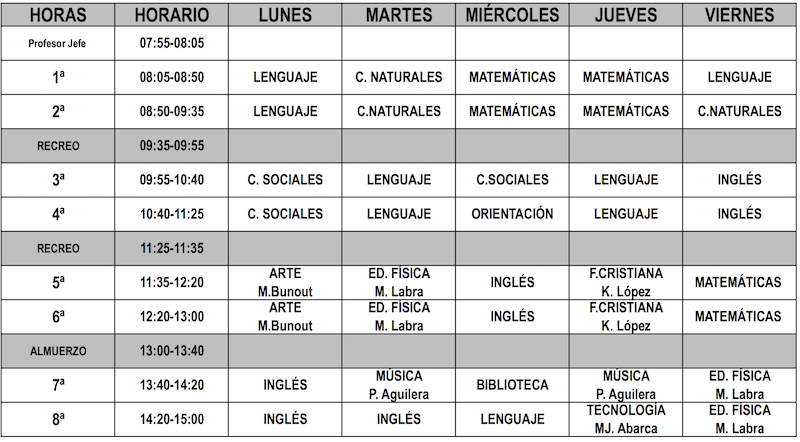 HORAS HORARIO LUNES MARTES MIÉRCOLES JUEVES VIERNES
Profesor Jefe 07:55-08:05
1ª 08:05-08:50 LENGUAJE C. NATURALES MATEMÁTICAS MATEMÁTICAS LENGUAJE
2ª 08:50-09:35 LENGUAJE C.NATURALES MATEMÁTICAS MATEMÁTICAS C.NATURALES
RECREO 09:35-09:55
3ª 09:55-10:40 C. SOCIALES LENGUAJE C.SOCIALES LENGUAJE INGLÉS
4ª 10:40-11:25 C. SOCIALES LENGUAJE ORIENTACIÓN LENGUAJE INGLÉS
RECREO 11:25-11:35
5ª 11:35-12:20 ARTE M.Bunout ED. FÍSICA M. Labra INGLÉS F.CRISTIANA K. López MATEMÁTICAS
6ª 12:20-13:00 ARTE M.Bunout ED. FÍSICA M. Labra INGLÉS F.CRISTIANA K. López MATEMÁTICAS
ALMUERZO 13:00-13:40
7ª 13:40-14:20 INGLÉS MÚSICA P. Aguilera BIBLIOTECA MÚSICA P. Aguilera ED. FÍSICA M. Labra
8ª 14:20-15:00 INGLÉS INGLÉS LENGUAJE TECNOLOGÍA MJ. Abarca ED. FÍSICA M. Labra